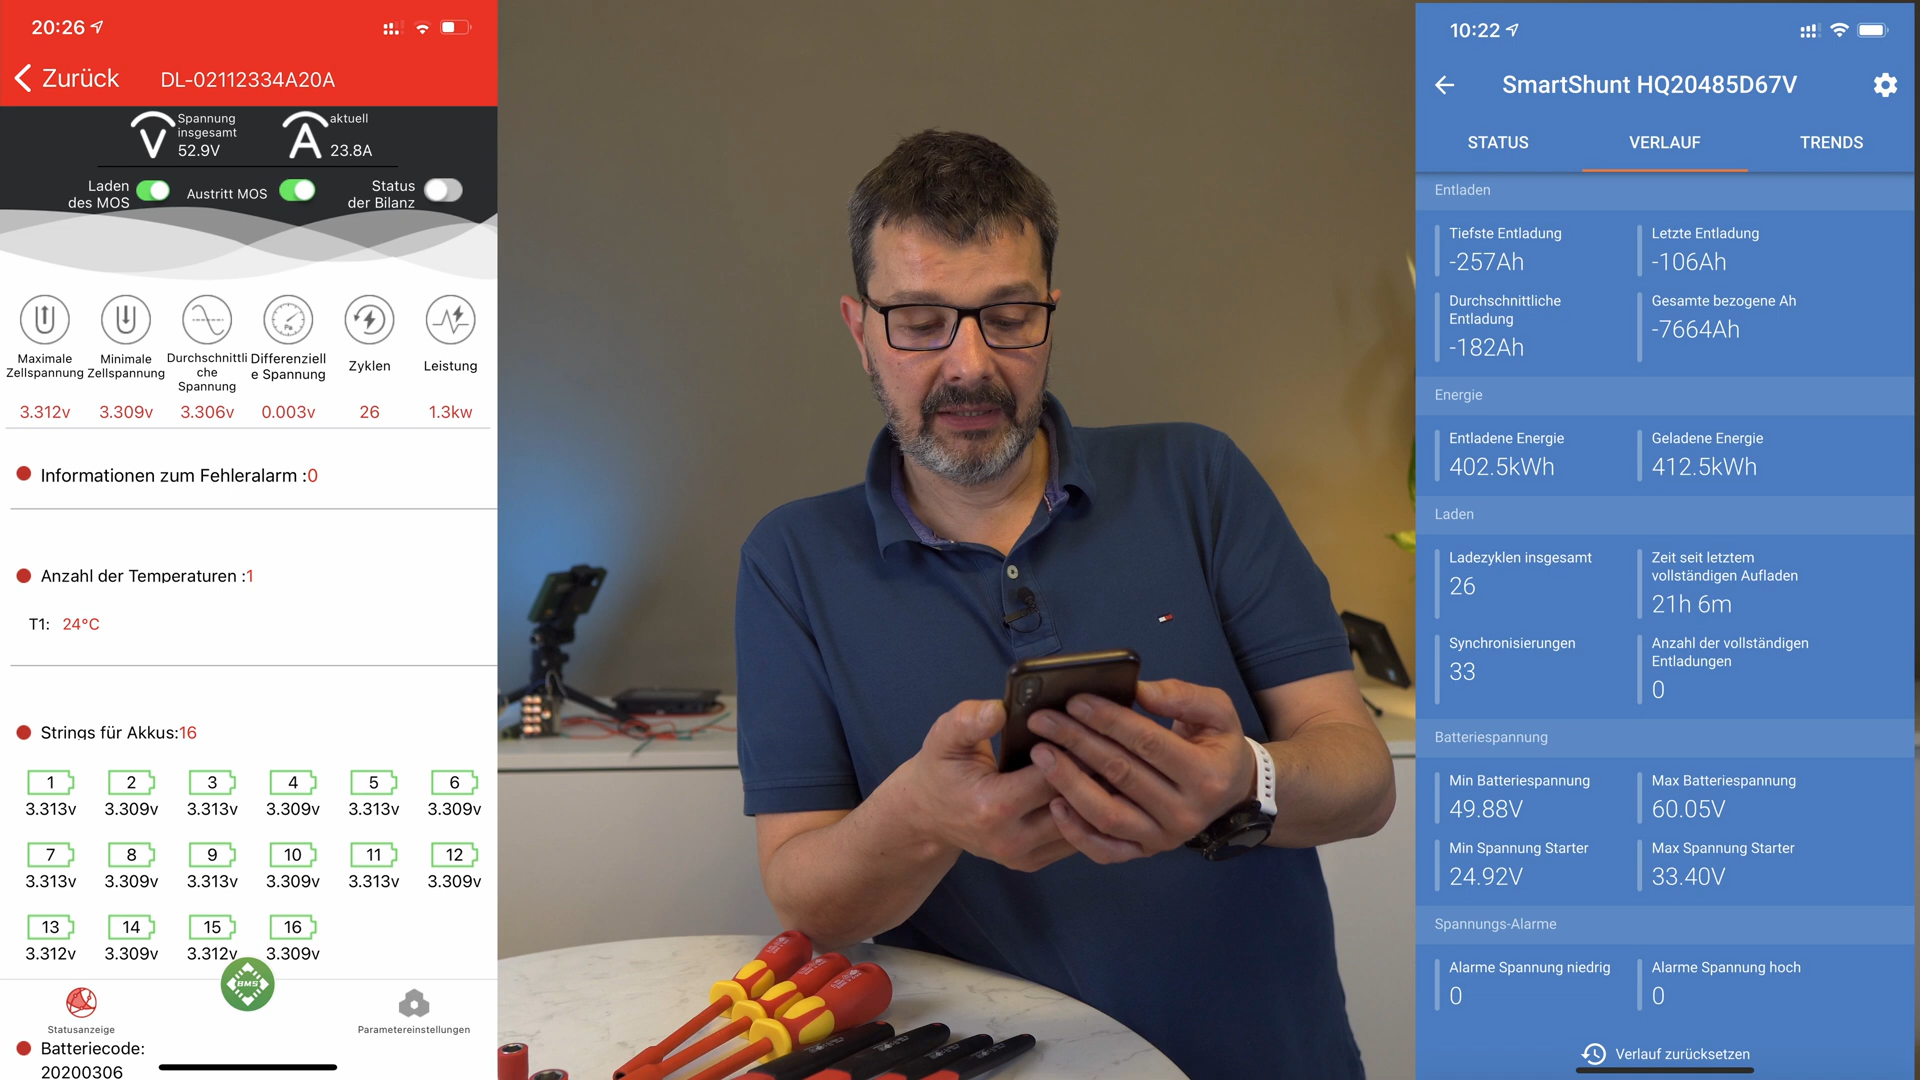 20:26
Zurück
DL-02112334A20A
Spannung
insgesamt
52.9V
V
aktuell
23.8A
A
Laden
des MOS
Austritt MOS
Status
der Bilanz
Maximale
Zellspannung
Minimale
Zellspannung
Durchschnittli
che
Spannung
Differenziell
e Spannung
Zyklen
Leistung
3.312v
3.309v
3.306v
0.003v
26
1.3kw
Informationen zum Fehleralarm :0
Anzahl der Temperaturen :1
T1: 24°C
Strings für Akkus:16
1 2 3 4 5 6
3.313v 3.309v 3.313v 3.309v 3.313v 3.309v
7 8 9 10 11 12
3.313v 3.309v 3.313v 3.309v 3.313v 3.309v
13 14 15 16
3.312v 3.309v 3.312v 3.309v
BMS
Statusanzeige
Parametereinstellungen
Batteriecode:
20200306
10:22
SmartShunt HQ20485D67V
STATUS
VERLAUF
TRENDS
Entladen
Tiefste Entladung
-257Ah
Letzte Entladung
-106Ah
Durchschnittliche
Entladung
-182Ah
Gesamte bezogene Ah
-7664Ah
Energie
Entladene Energie
402.5kWh
Geladene Energie
412.5kWh
Laden
Ladezyklen insgesamt
26
Zeit seit letztem
vollständigen Aufladen
21h 6m
Synchronisierungen
33
Anzahl der vollständigen
Entladungen
0
Batteriespannung
Min Batteriespannung
49.88V
Max Batteriespannung
60.05V
Min Spannung Starter
24.92V
Max Spannung Starter
33.40V
Spannungs-Alarme
Alarme Spannung niedrig
0
Alarme Spannung hoch
0
Verlauf zurücksetzen